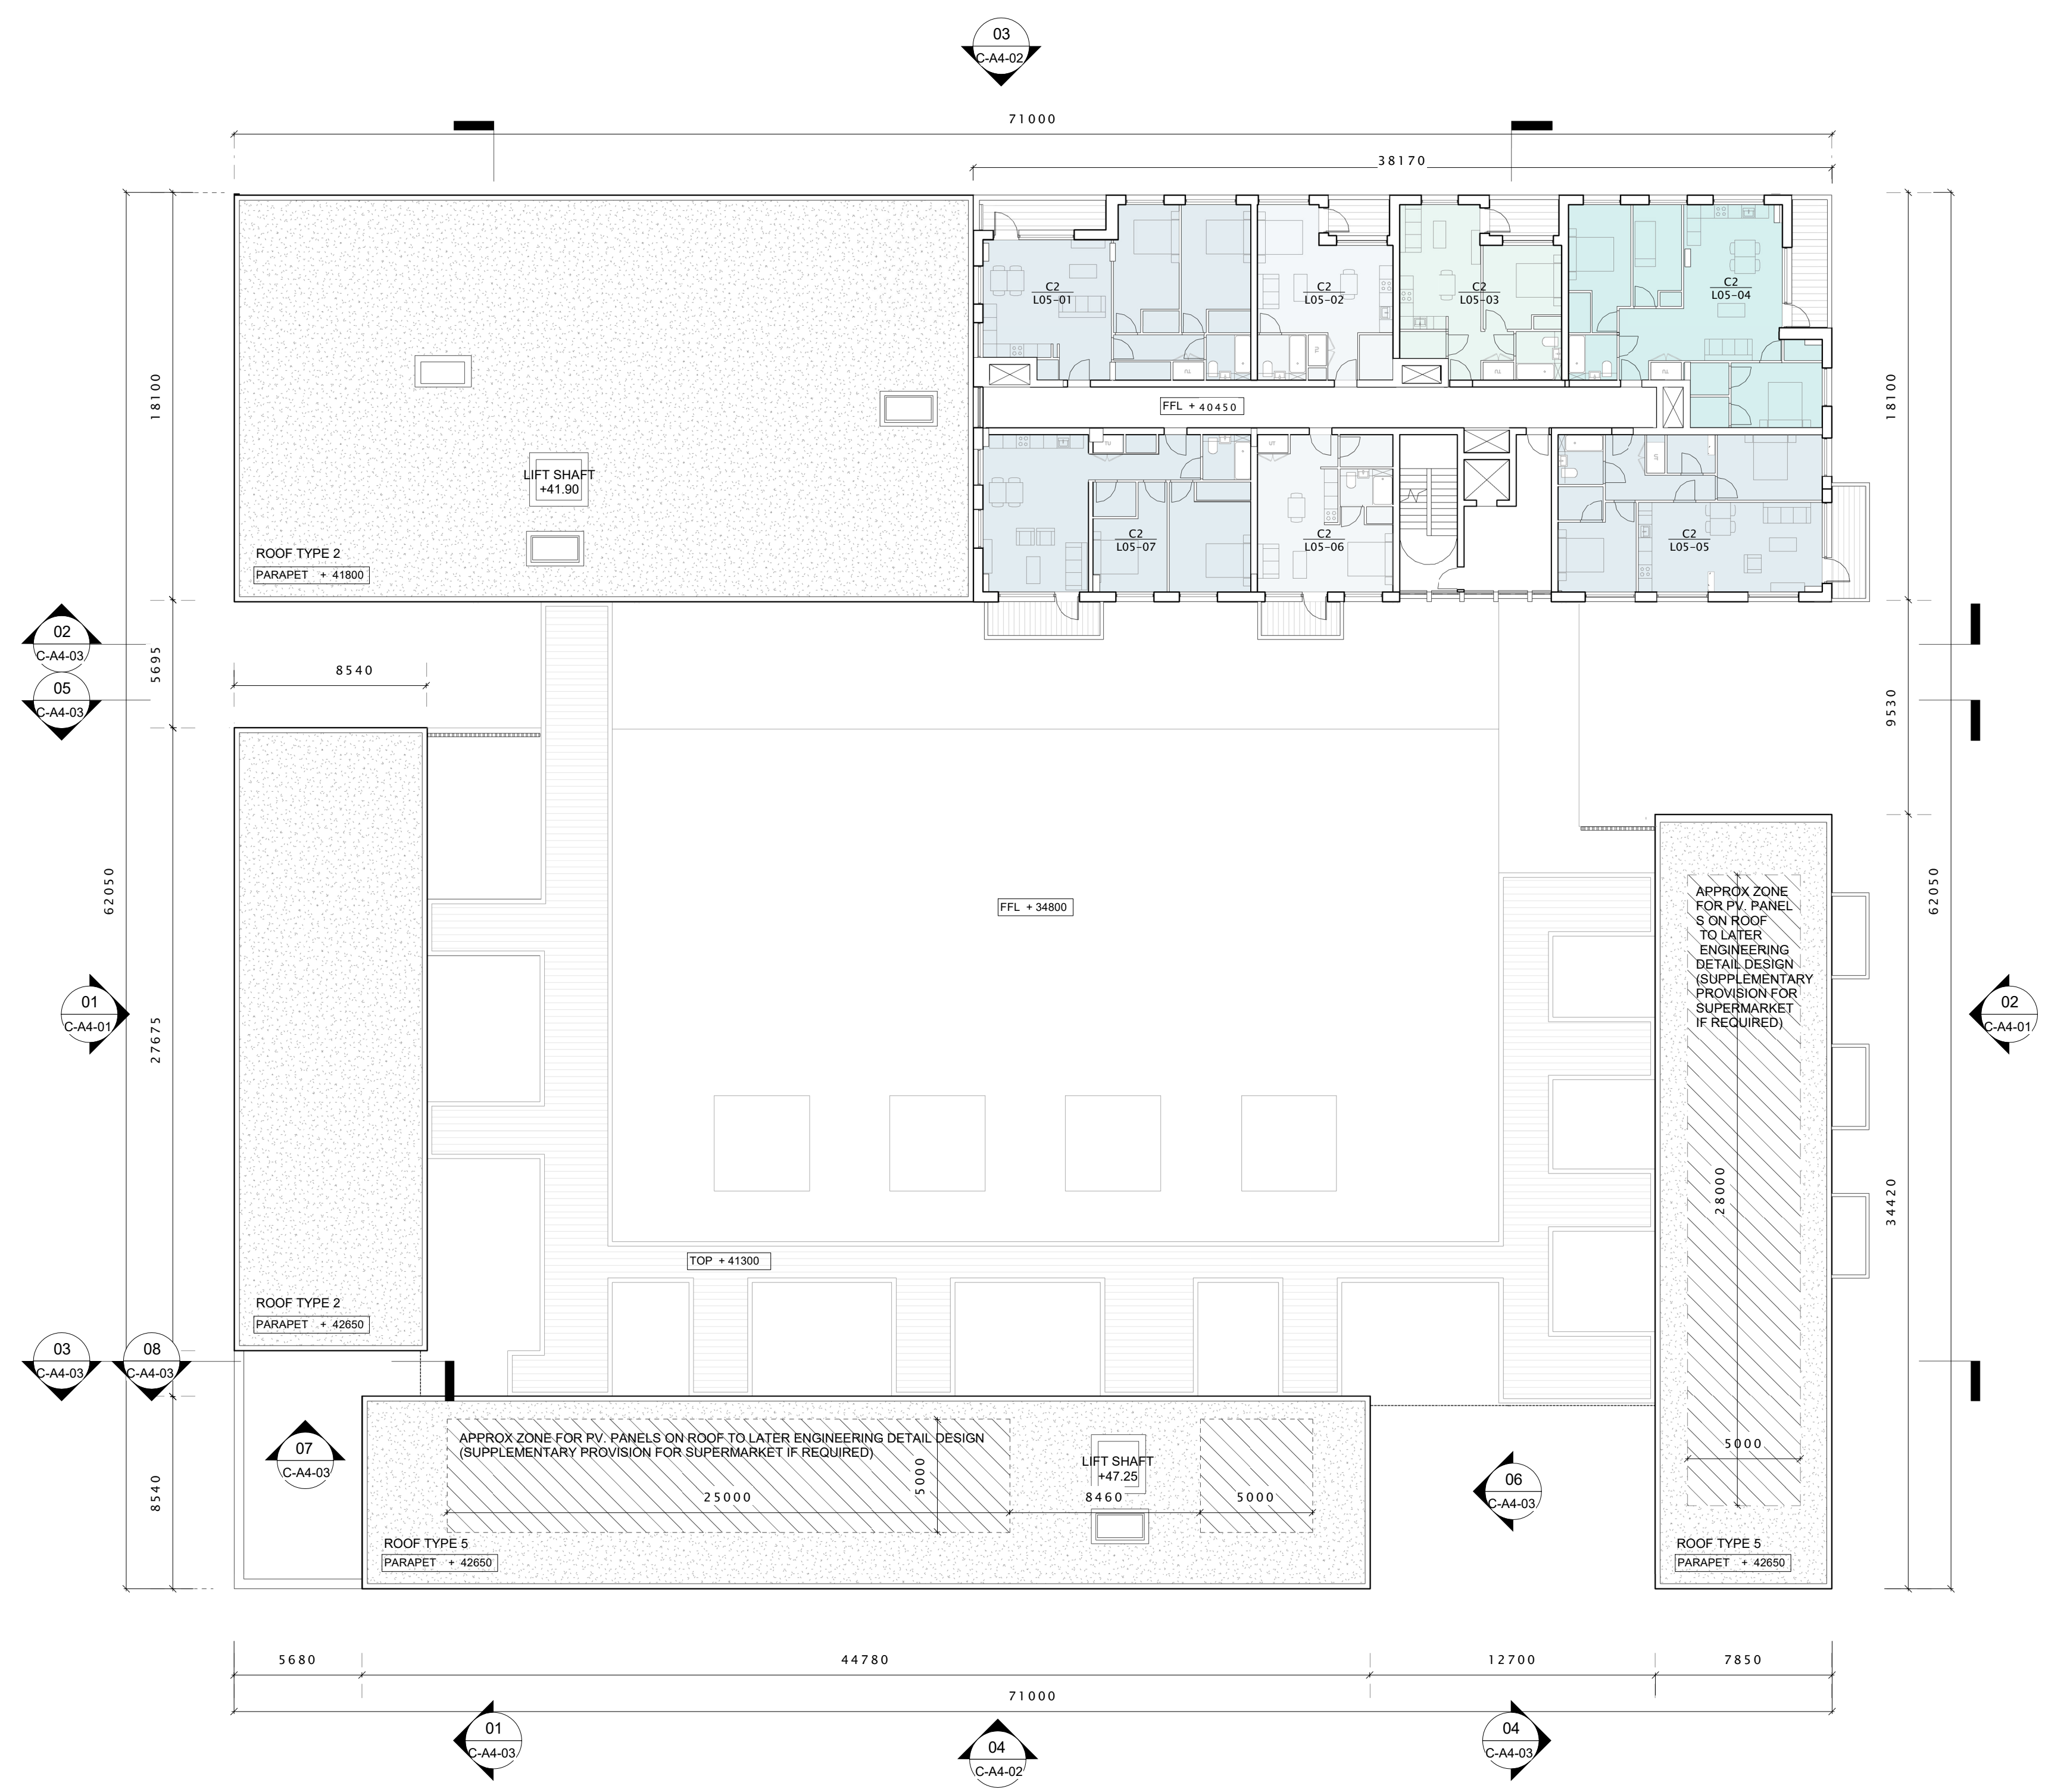 03
C-A4-02
71000
38170
C2
L05-01
C2
L05-02
C2
L05-03
C2
L05-04
FFL + 40450
C2
L05-07
C2
L05-06
C2
L05-05
LIFT SHAFT
+41.90
ROOF TYPE 2
PARAPET + 41800
18100
18100
02
C-A4-03
05
C-A4-03
5695
8540
9530
62050
62050
FFL + 34800
APPROX ZONE
FOR PV. PANEL
S ON ROOF
TO LATER
ENGINEERING
DETAIL DESIGN
(SUPPLEMENTARY
PROVISION FOR
SUPERMARKET
IF REQUIRED)
01
C-A4-01
27675
02
C-A4-01
28000
34420
TOP + 41300
ROOF TYPE 2
PARAPET + 42650
03
C-A4-03
08
C-A4-03
07
C-A4-03
8540
APPROX ZONE FOR PV. PANELS ON ROOF TO LATER ENGINEERING DETAIL DESIGN
(SUPPLEMENTARY PROVISION FOR SUPERMARKET IF REQUIRED)
5000
25000
LIFT SHAFT
+47.25
8460
5000
06
C-A4-03
5000
ROOF TYPE 5
PARAPET + 42650
ROOF TYPE 5
PARAPET + 42650
5680
44780
12700
7850
71000
01
C-A4-03
04
C-A4-02
04
C-A4-03